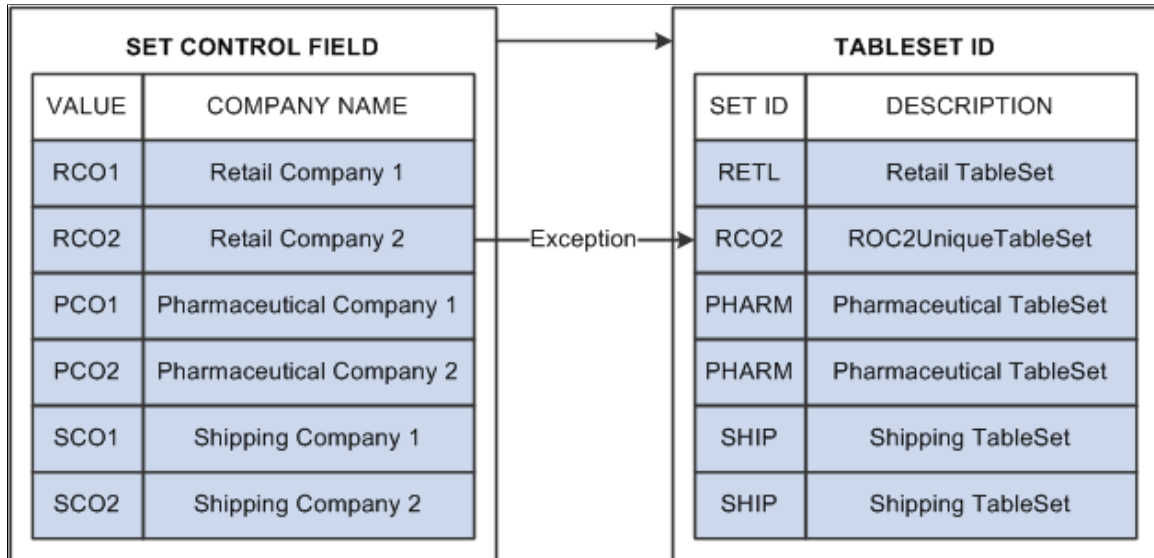 SET CONTROL FIELD
VALUE COMPANY NAME
RCO1 Retail Company 1
RCO2 Retail Company 2
PCO1 Pharmaceutical Company 1
PCO2 Pharmaceutical Company 2
SCO1 Shipping Company 1
SCO2 Shipping Company 2
Exception
TABLESET ID
SET ID DESCRIPTION
RETL Retail TableSet
RCO2 ROC2UniqueTableSet
PHARM Pharmaceutical TableSet
PHARM Pharmaceutical TableSet
SHIP Shipping TableSet
SHIP Shipping TableSet